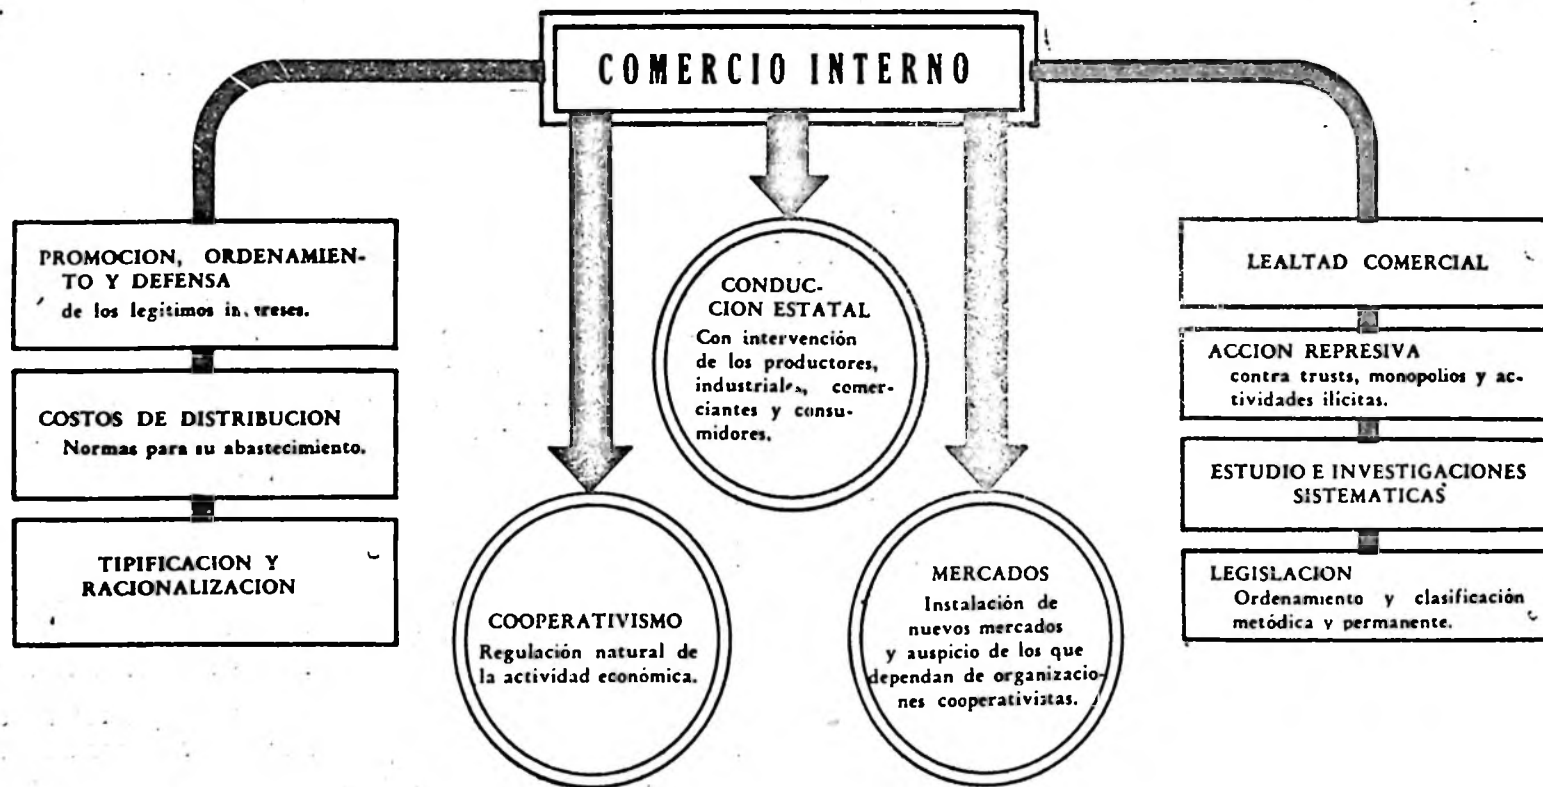 COMERCIO INTERNO
PROMOCION, ORDENAMIEN-
TO Y DEFENSA
de los legítimos
COSTOS DE DISTRIBUCION
Normas para su abastecimiento.
TIPIFICACION Y
RACIONALIZACION
COOPERATIVISMO
Regulación natural de
la actividad económica.
CONDUC-
CION ESTATAL
Con intervención
de los productores,
industriales, comer-
ciantes y consu-
midores.
MERCADOS
Instalación de
nuevos mercados
y auspicio de los que
dependan de organizacio-
nes cooperativistas.
LEALTAD COMERCIAL
ACCION REPRESIVA
contra trusts, monopolios y ac-
tividades ilícitas.
ESTUDIO E INVESTIGACIONES
SISTEMATICAS
LEGISLACION
Ordenamiento y clasificación
metódica y permanente.